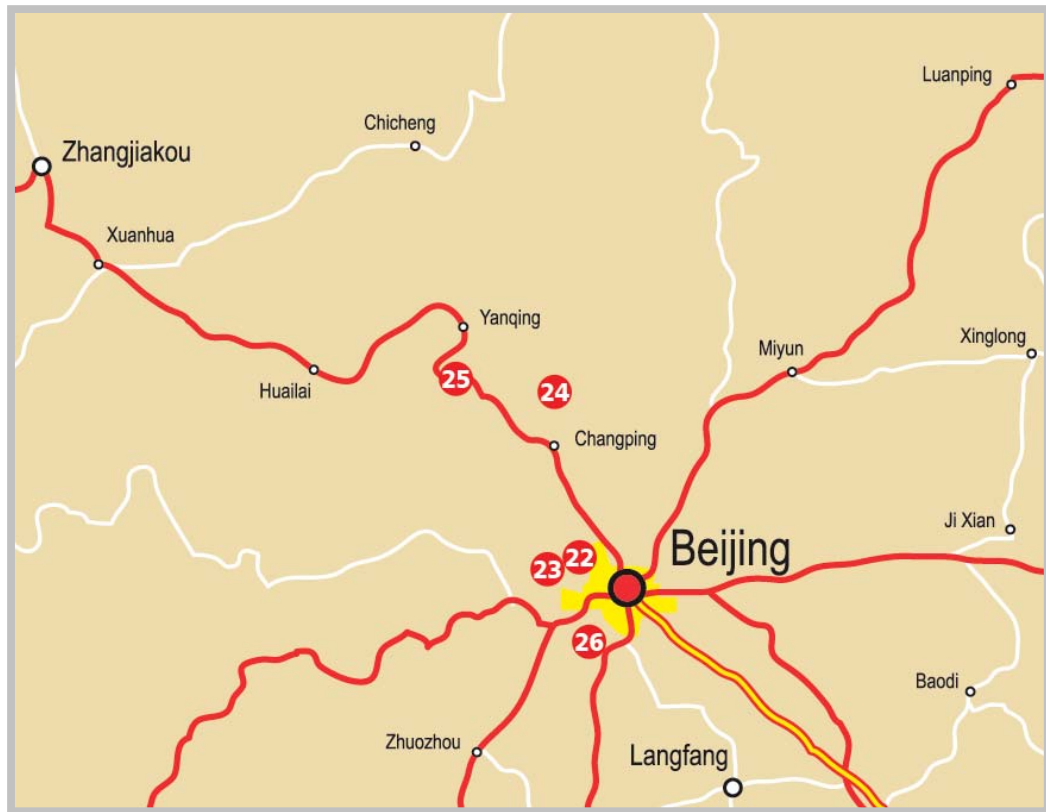 Luanping
Chicheng
Zhangjiakou
Xuanhua
Yanqing
Xinglong
Miyun
Huailai
25
24
Changping
Ji Xian
Beijing
22
23
26
Baodi
Zhuozhou
Langfang